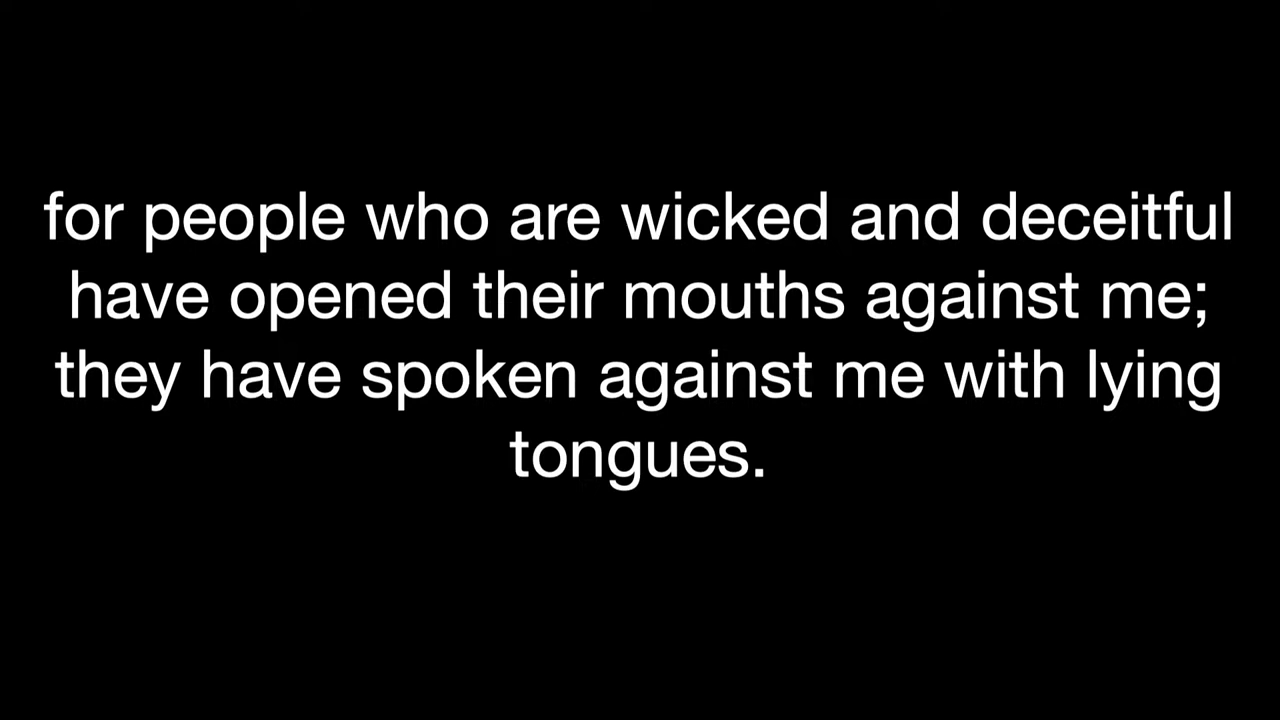 for people who are wicked and deceitful
have opened their mouths against me;
they have spoken against me with lying
tongues.